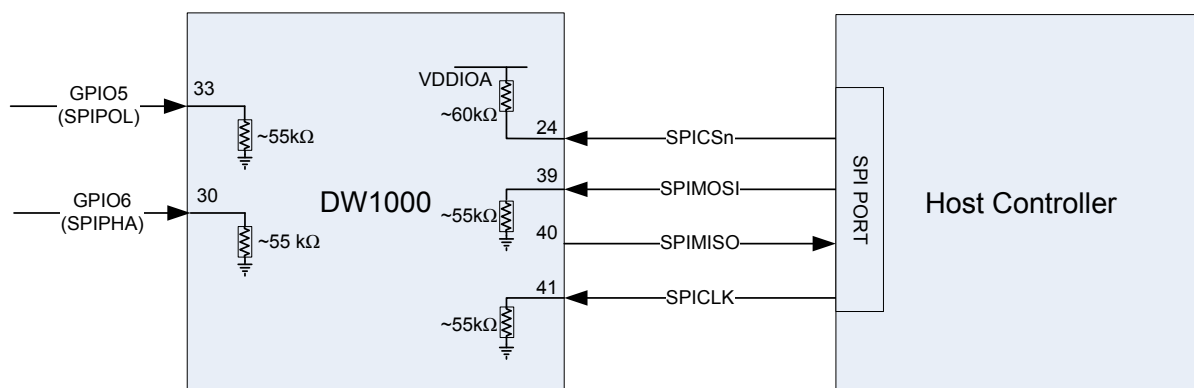 GPIO5
(SPIPOL)
33
~55kΩ
GPIO6
(SPIPHA)
30
~55 kΩ
DW1000
VDDIOA
~60kΩ
24
SPICSn
39
SPIMOSI
~55kΩ
40
SPIMISO
41
SPICLK
~55kΩ
SPI PORT
Host Controller